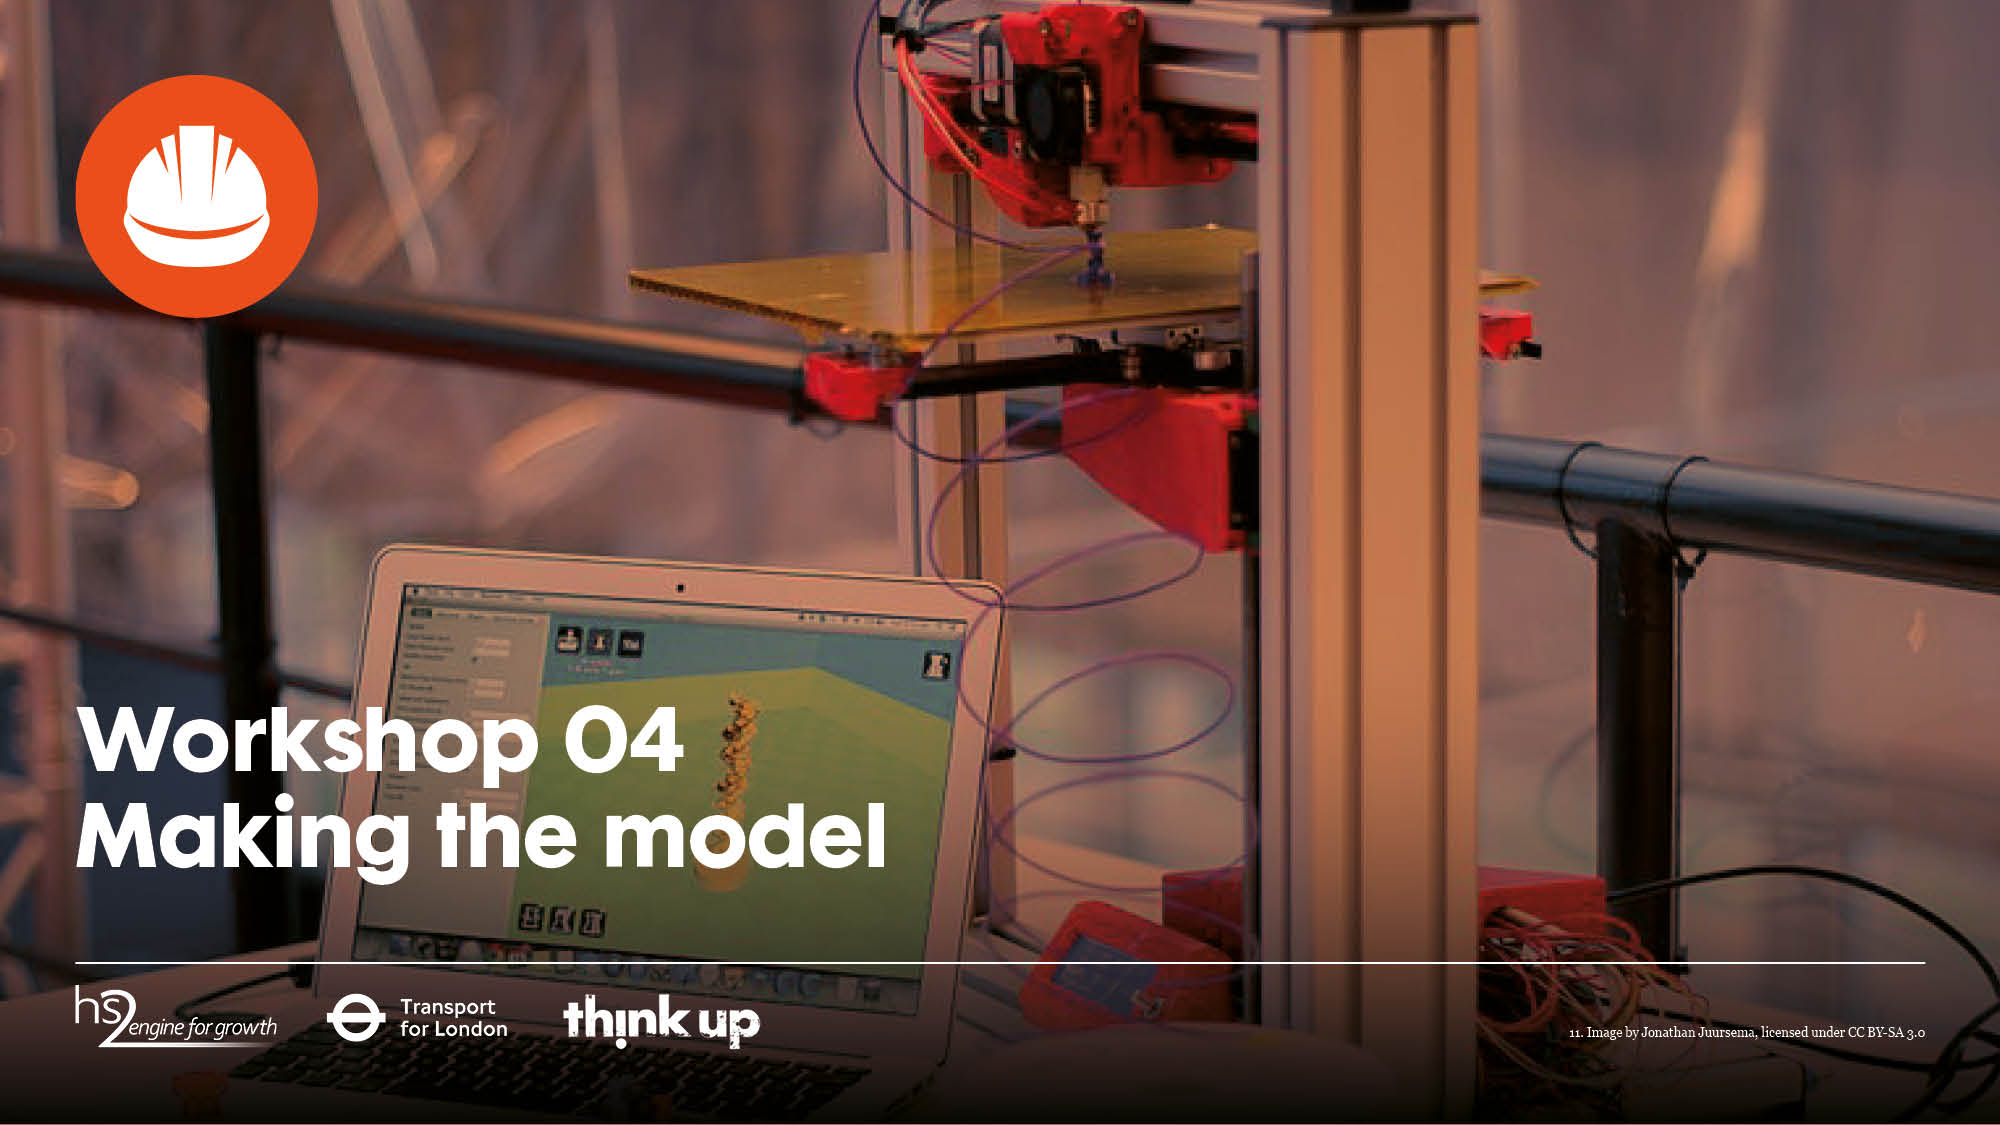 Workshop 04
Making the model
hs2 engine for growth
Transport
for London
think up
11. Image by Jonathan Juursema, licensed under CC BY-SA 3.0